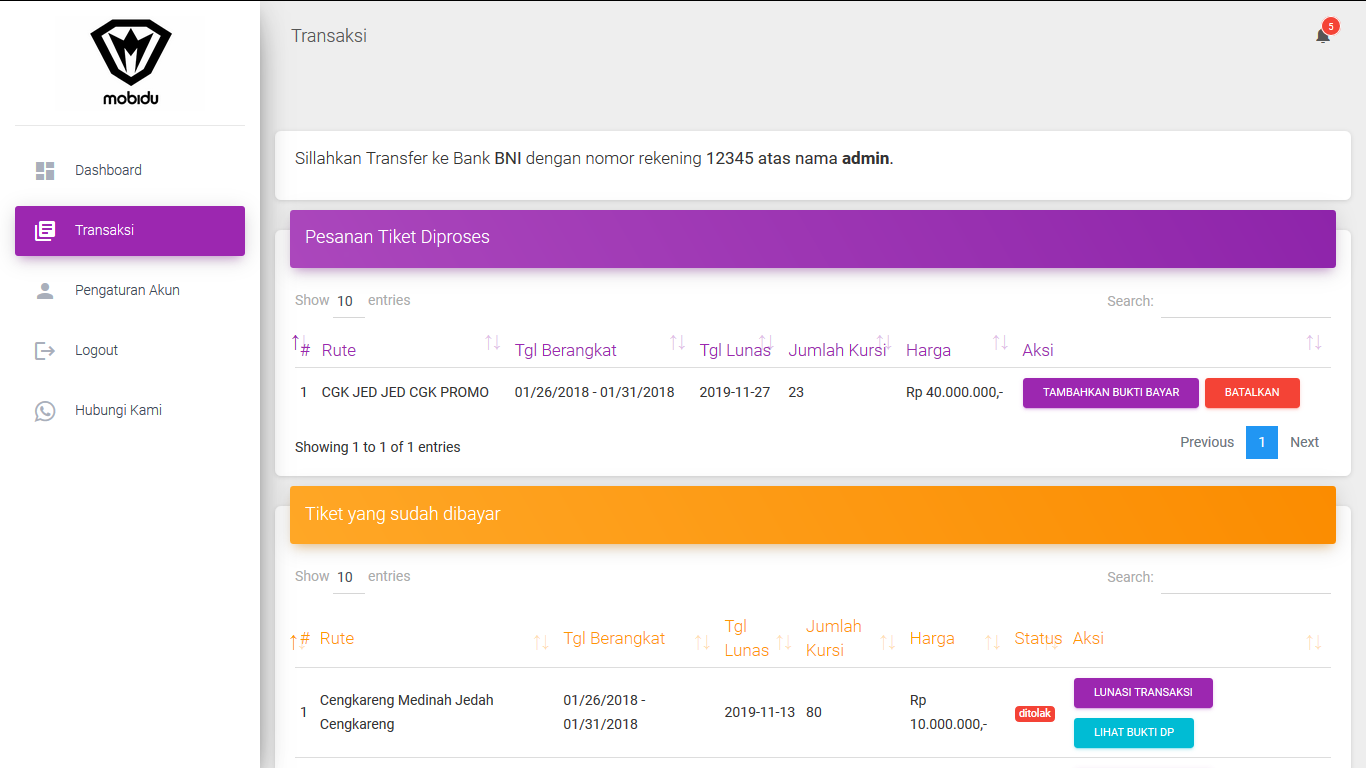 mobidu
Transaksi
5
Dashboard
Transaksi
Pengaturan Akun
Logout
Hubungi Kami
Sillahkan Transfer ke Bank BNI dengan nomor rekening 12345 atas nama admin.
Pesanan Tiket Diproses
Show 10 entries
Search:
# Rute Tgl Berangkat Tgl Lunas Jumlah Kursi Harga Aksi
1 CGK JED JED CGK PROMO 01/26/2018 - 01/31/2018 2019-11-27 23 Rp 40.000.000,- TAMBAHKAN BUKTI BAYAR BATALKAN
Showing 1 to 1 of 1 entries
Previous 1 Next
Tiket yang sudah dibayar
Show 10 entries
Search:
# Rute Tgl Berangkat Tgl Lunas Jumlah Kursi Harga Status Aksi
1 Cengkareng Medinah Jedah Cengkareng 01/26/2018 - 01/31/2018 2019-11-13 80 Rp 10.000.000,- ditolak LUNASI TRANSAKSI
LIHAT BUKTI DP